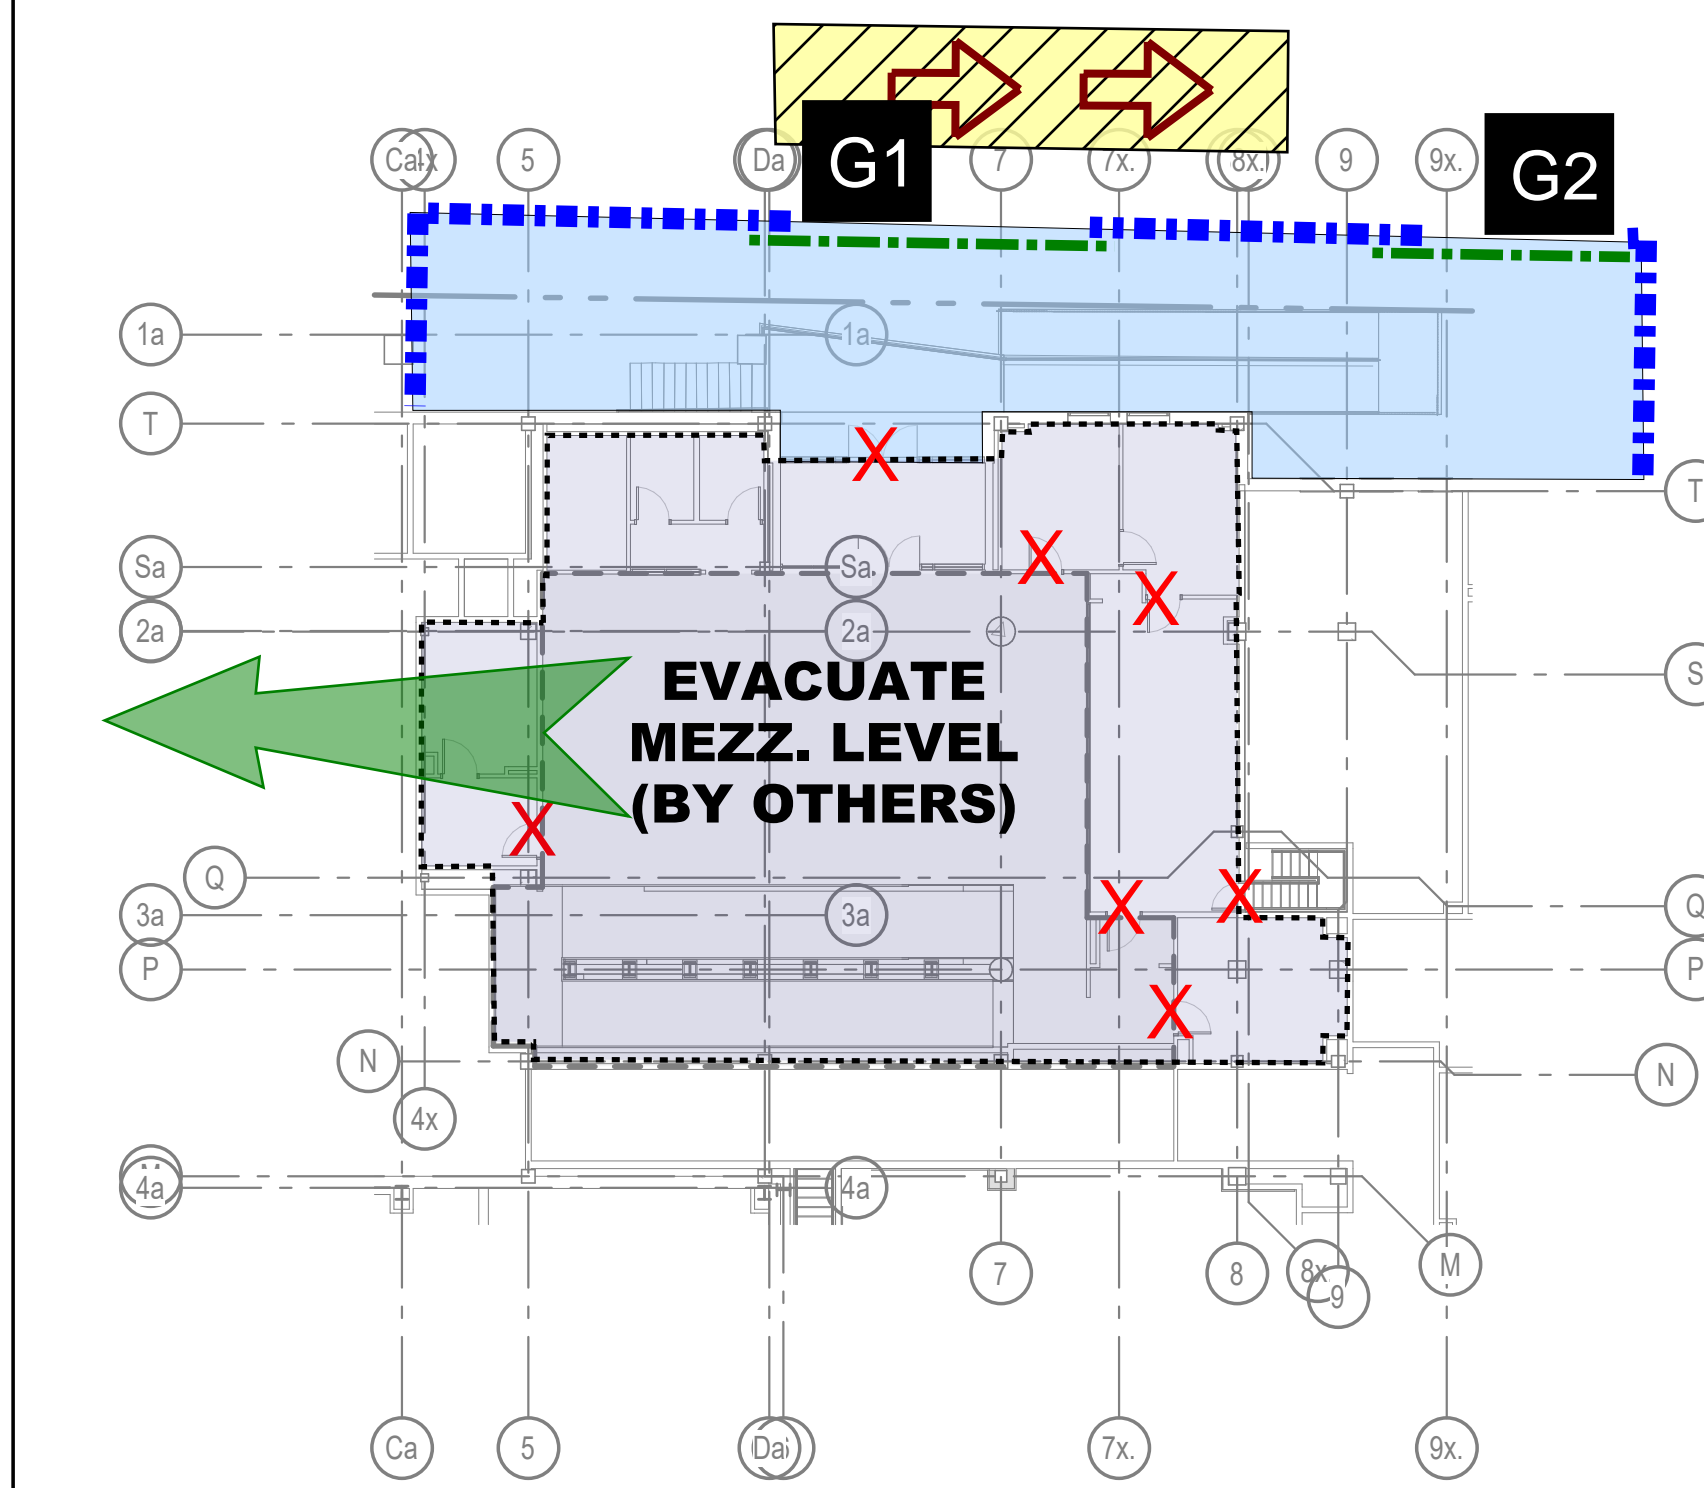 G1
G2
Ca
4x
5
Da
7
7x.
8x.
9
9x.
1a
1a
T
T
Sa
Sa
2a
2a
S
EVACUATE
MEZZ. LEVEL
(BY OTHERS)
X
X
X
X
X
X
X
Q
Q
3a
3a
P
P
N
N
4x
4a
4a
7
8
8x
9
M
Ca
5
Da
7x.
9x.